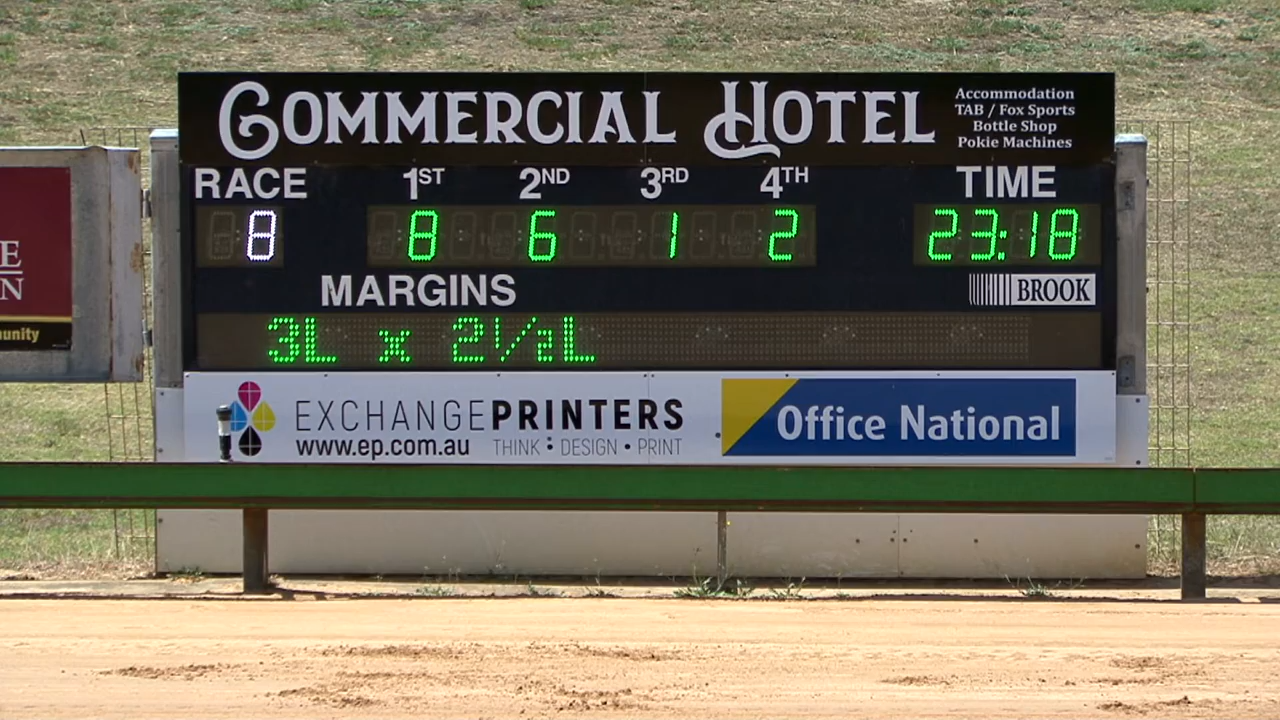 COMMERCIAL HOTEL
Accommodation
TAB / Fox Sports
Bottle Shop
Pokie Machines
RACE 1ST 2ND 3RD 4TH TIME
8 8 6 1 2 23:18
MARGINS
BROOK
3L x 2½L
E
N
unity
EXCHANGEPRINTERS
www.ep.com.au THINK : DESIGN • PRINT
Office National